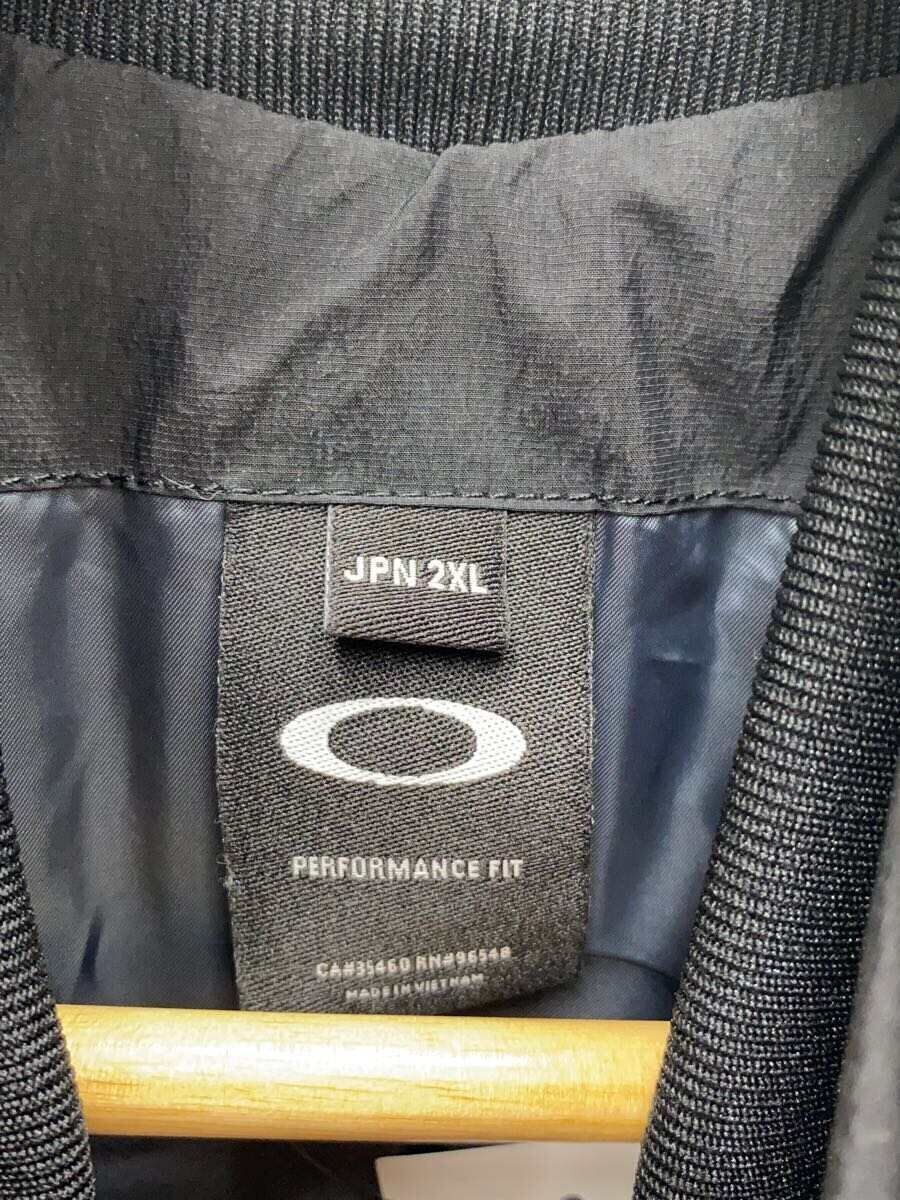 JPN 2XL
PERFORMANCE FIT
CA#35460 RN#96548
MADE IN VIETNAM